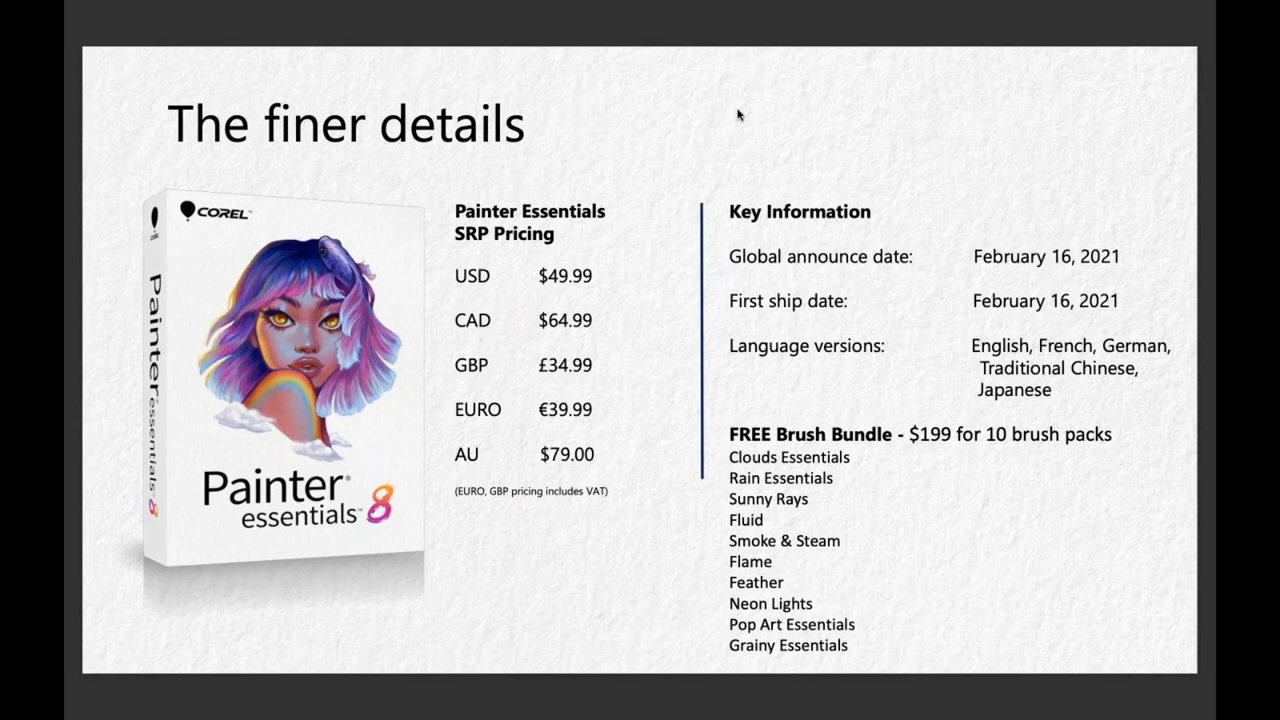 The finer details
COREL™
Painter essentials™ 8
Painter®
essentials™ 8
Painter Essentials
SRP Pricing
USD $49.99
CAD $64.99
GBP £34.99
EURO €39.99
AU $79.00
(EURO, GBP pricing includes VAT)
Key Information
Global announce date: February 16, 2021
First ship date: February 16, 2021
Language versions: English, French, German,
Traditional Chinese,
Japanese
FREE Brush Bundle - $199 for 10 brush packs
Clouds Essentials
Rain Essentials
Sunny Rays
Fluid
Smoke & Steam
Flame
Feather
Neon Lights
Pop Art Essentials
Grainy Essentials